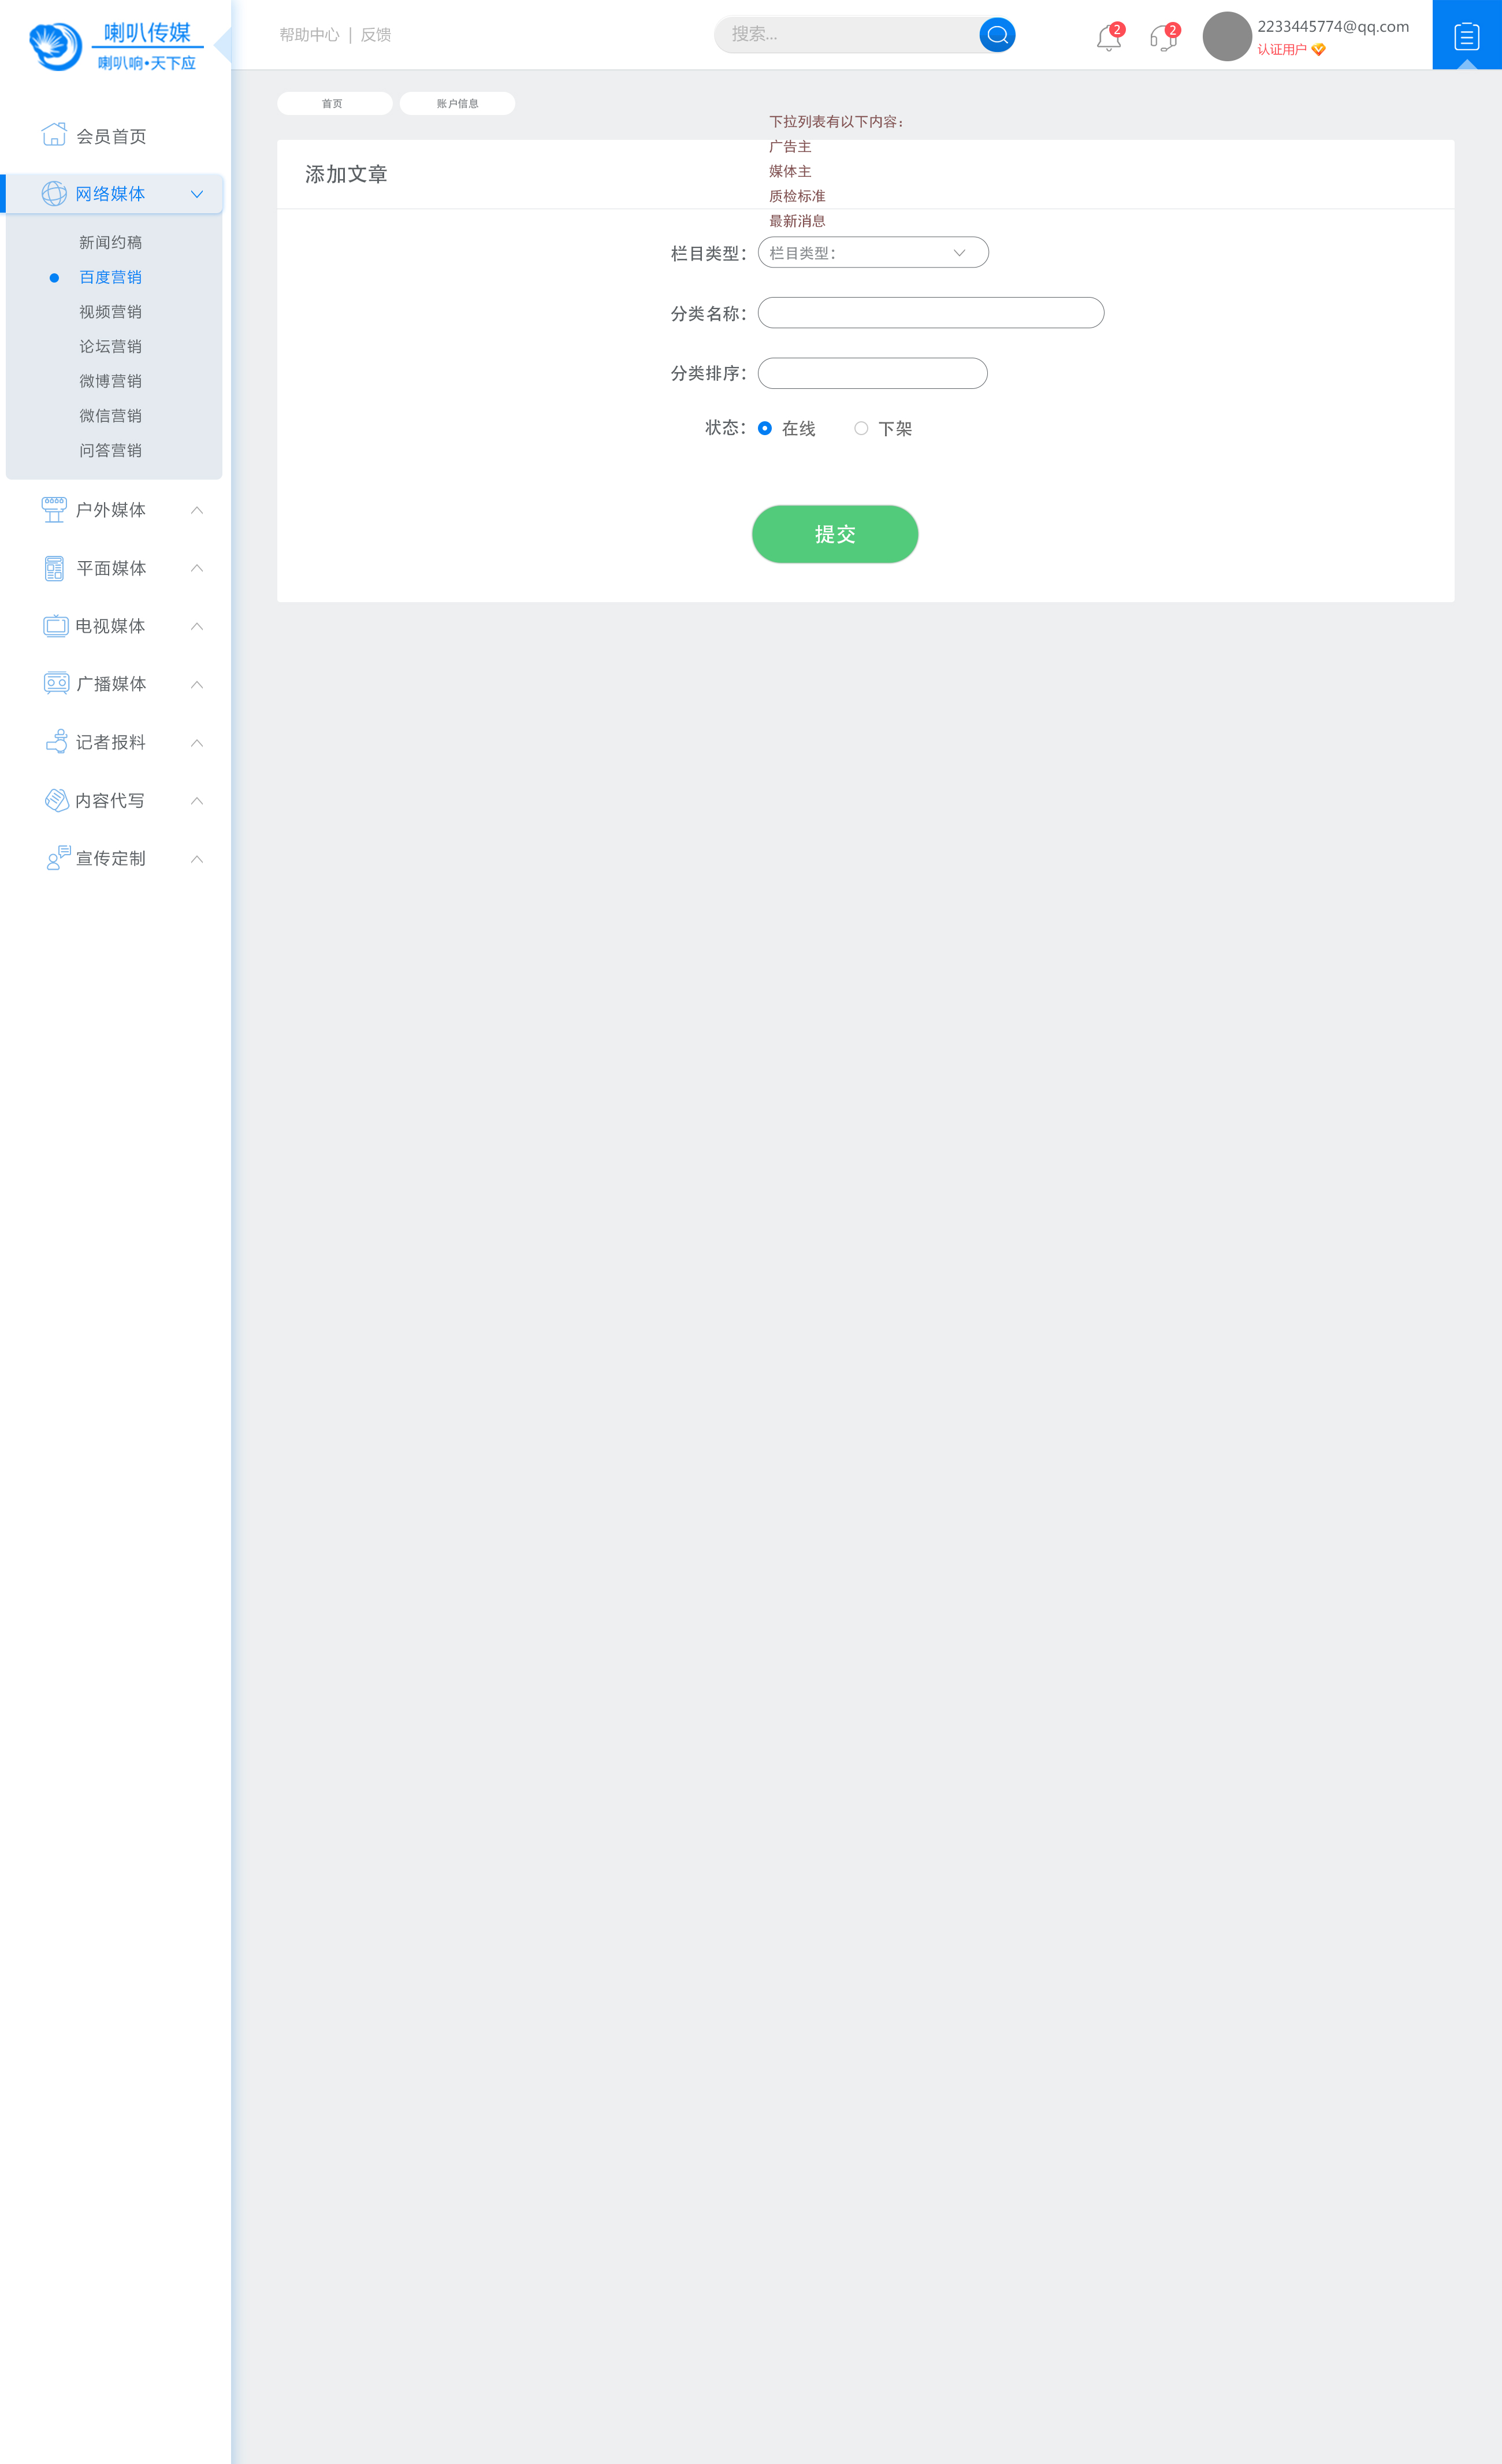 喇叭传媒
喇叭响•天下应
帮助中心 | 反馈
搜索...
2
2
2233445774@qq.com
认证用户
首页
账户信息
会员首页
网络媒体
新闻约稿
百度营销
视频营销
论坛营销
微博营销
微信营销
问答营销
户外媒体
平面媒体
电视媒体
广播媒体
记者报料
内容代写
宣传定制
下拉列表有以下内容：
广告主
媒体主
质检标准
最新消息
添加文章
栏目类型： 栏目类型：
分类名称：
分类排序：
状态： 在线 下架
提交